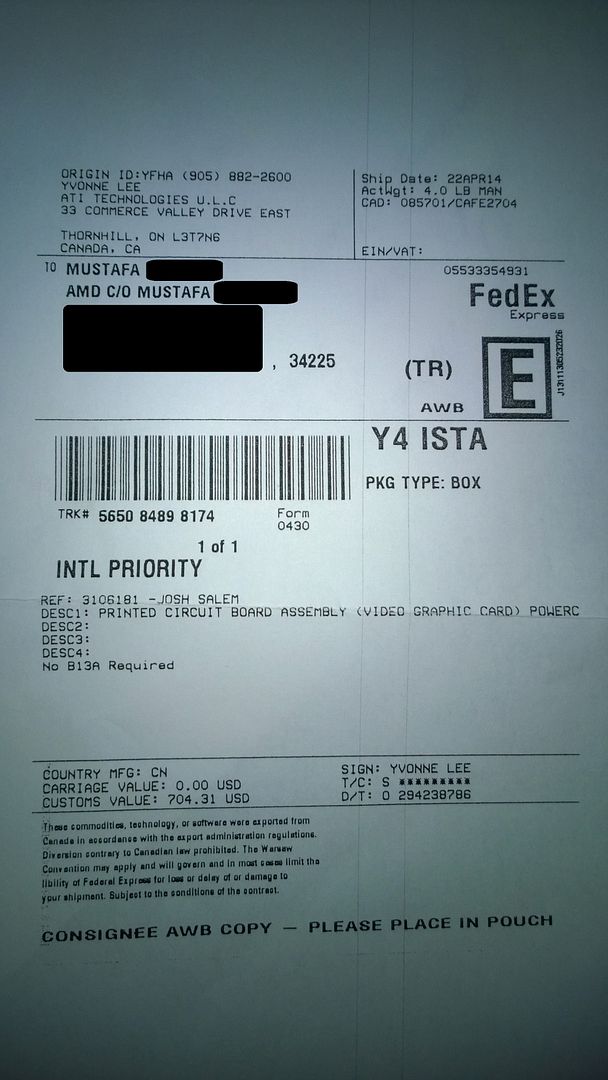 ORIGIN ID:YFHA (905) 882-2600
YVONNE LEE
ATI TECHNOLOGIES U.L.C
33 COMMERCE VALLEY DRIVE EAST
THORNHILL, ON L3T7N6
CANADA, CA
Ship Date: 22APR14
ActWgt: 4.0 LB MAN
CAD: 085701/CAFE2704
EIN/VAT:
TO MUSTAFA
AMD C/O MUSTAFA
, 34225
05533354931
FedEx
Express
(TR)
E
AWB
J13111305232026
Y4 ISTA
PKG TYPE: BOX
TRK# 5650 8489 8174
Form
0430
1 of 1
INTL PRIORITY
REF: 3106181 -JOSH SALEM
DESC1: PRINTED CIRCUIT BOARD ASSEMBLY (VIDEO GRAPHIC CARD) POWERC
DESC2:
DESC3:
DESC4:
No B13A Required
COUNTRY MFG: CN
CARRIAGE VALUE: 0.00 USD
CUSTOMS VALUE: 704.31 USD
SIGN: YVONNE LEE
T/C: S *********
D/T: O 294238786
These commodities, technology, or software were exported from
Canada in accordance with the export administration regulations.
Diversion contrary to Canadian law prohibited. The Warsaw
Convention may apply and will govern and in most cases limit the
libility of Federal Express for loss or delay of or damage to
your shipment. Subject to the conditions of the contract.
CONSIGNEE AWB COPY — PLEASE PLACE IN POUCH